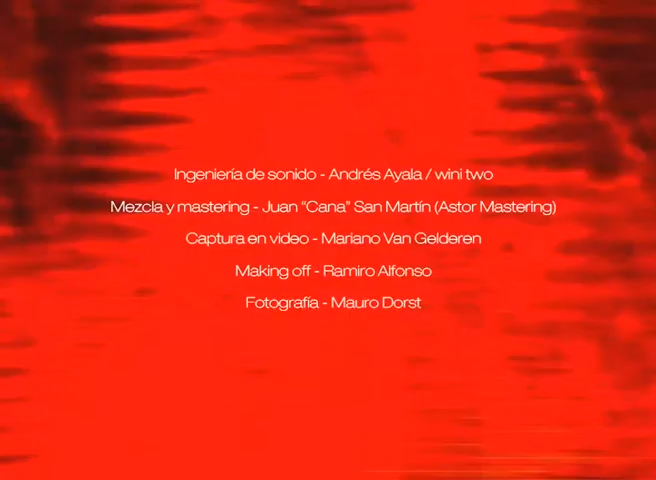 Ingeniería de sonido - Andrés Ayala / wini two
Mezcla y mastering - Juan “Cana” San Martín (Astor Mastering)
Captura en video - Mariano Van Gelderen
Making off - Ramiro Alfonso
Fotografía - Mauro Dorst